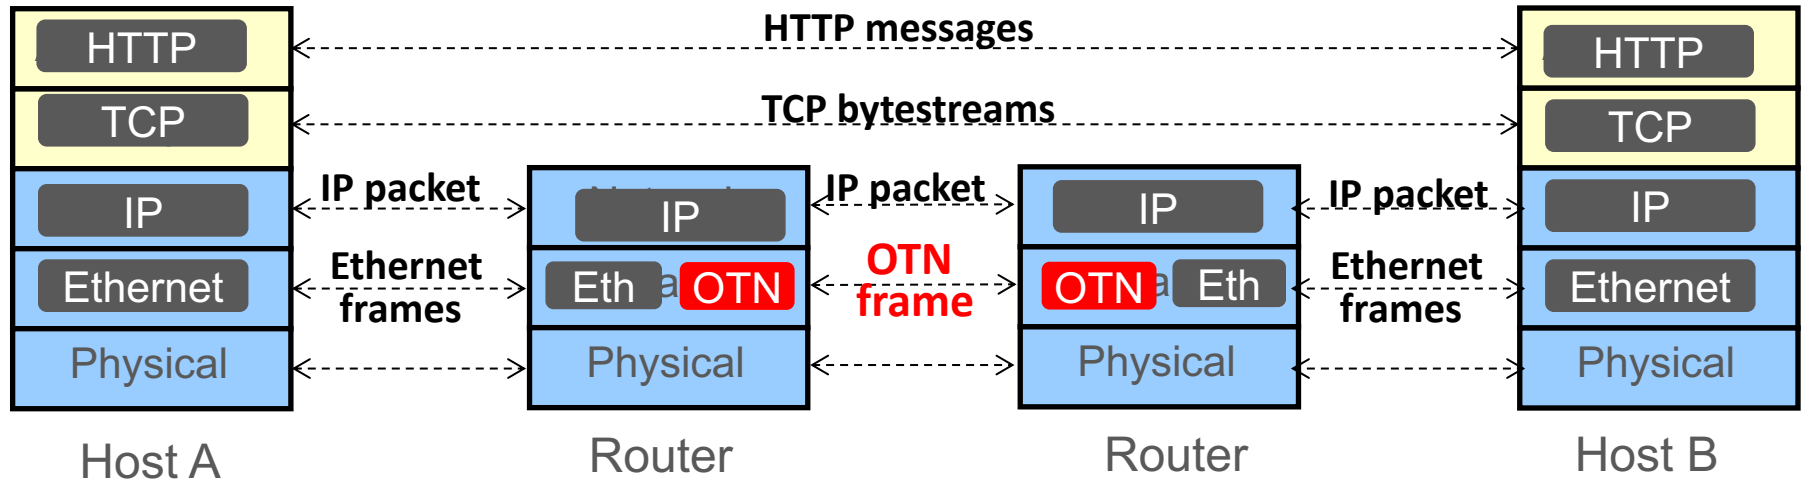 HTTP
HTTP messages
HTTP
TCP
TCP bytestreams
TCP
IP
IP packet
IP
IP packet
IP
IP packet
IP
Ethernet
Ethernet
frames
Eth
OTN
OTN
frame
OTN
Eth
Ethernet
frames
Ethernet
Physical
Physical
Physical
Physical
Host A
Router
Router
Host B